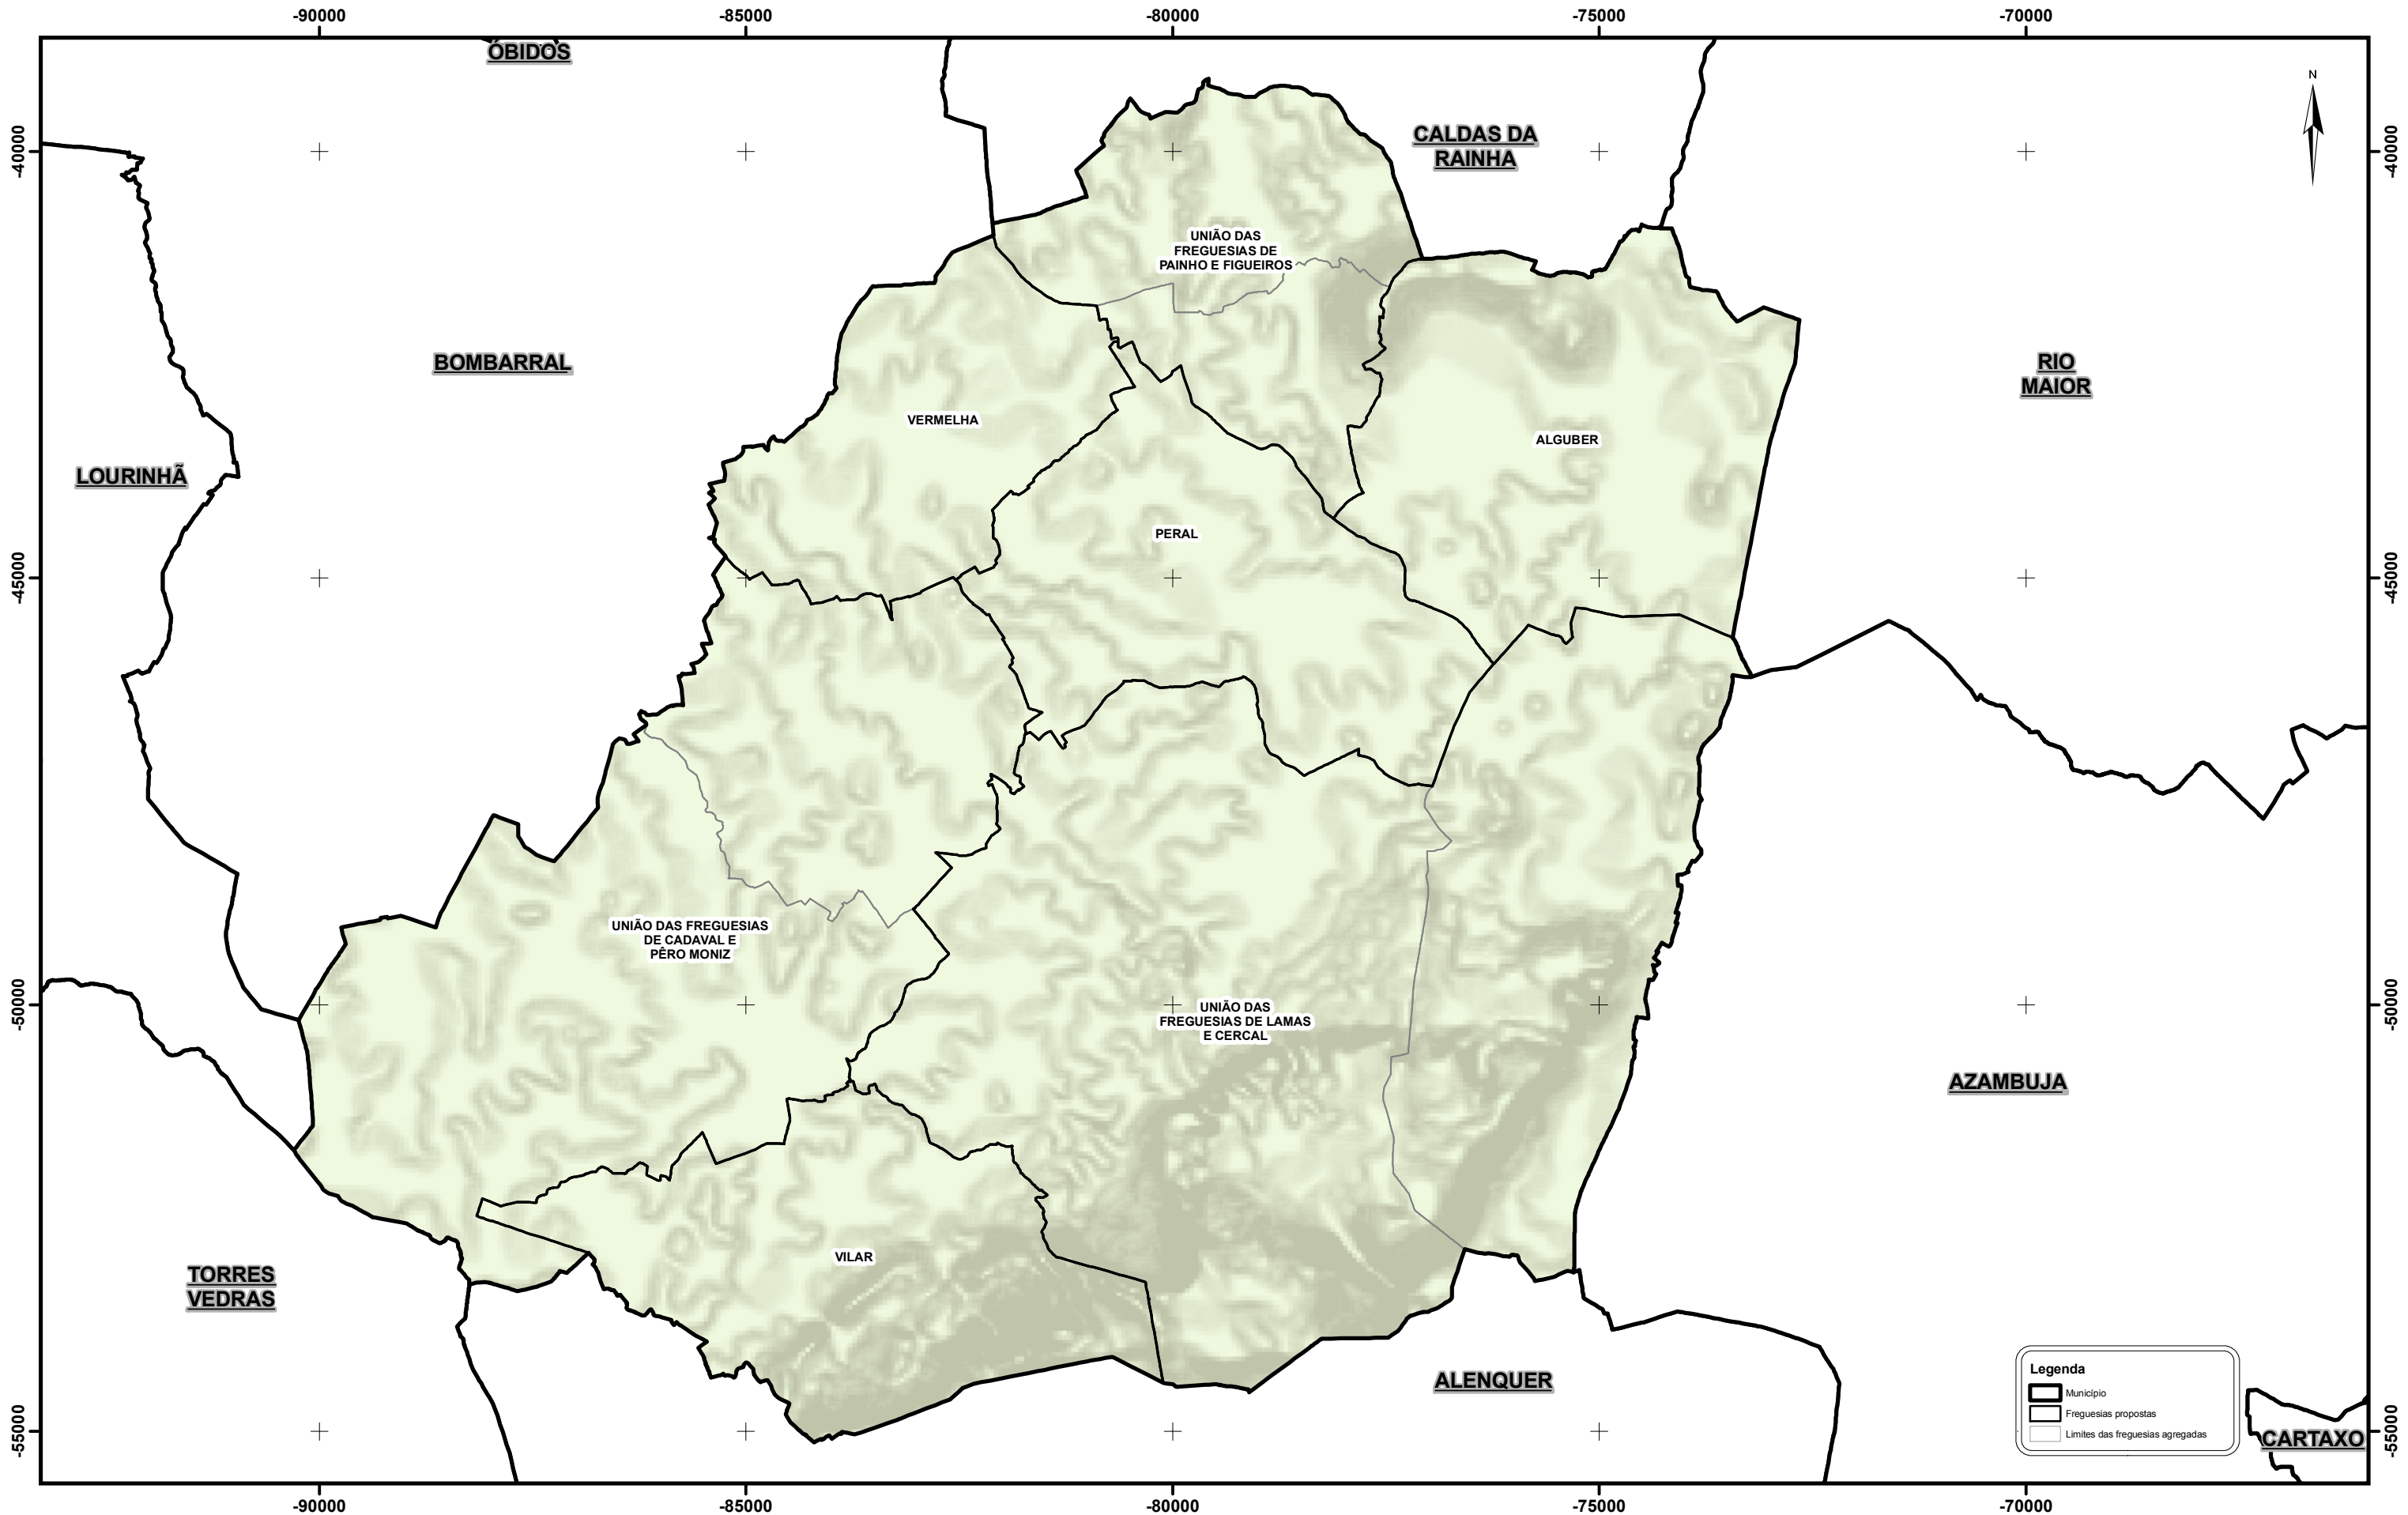 -90000
-85000
-80000
-75000
-70000
ÓBIDOS
N
CALDAS DA
RAINHA
-40000
-40000
UNIÃO DAS
FREGUESIAS DE
PAINHO E FIGUEIROS
BOMBARRAL
RIO
MAIOR
VERMELHA
ALGUBER
LOURINHÃ
PERAL
-45000
-45000
UNIÃO DAS FREGUESIAS
DE CADAVAL E
PÊRO MONIZ
-50000
-50000
UNIÃO DAS
FREGUESIAS DE LAMAS
E CERCAL
AZAMBUJA
VILAR
TORRES
VEDRAS
ALENQUER
Legenda
Município
Freguesias propostas
Limites das freguesias agregadas
-55000
-55000
CARTAXO
-90000
-85000
-80000
-75000
-70000